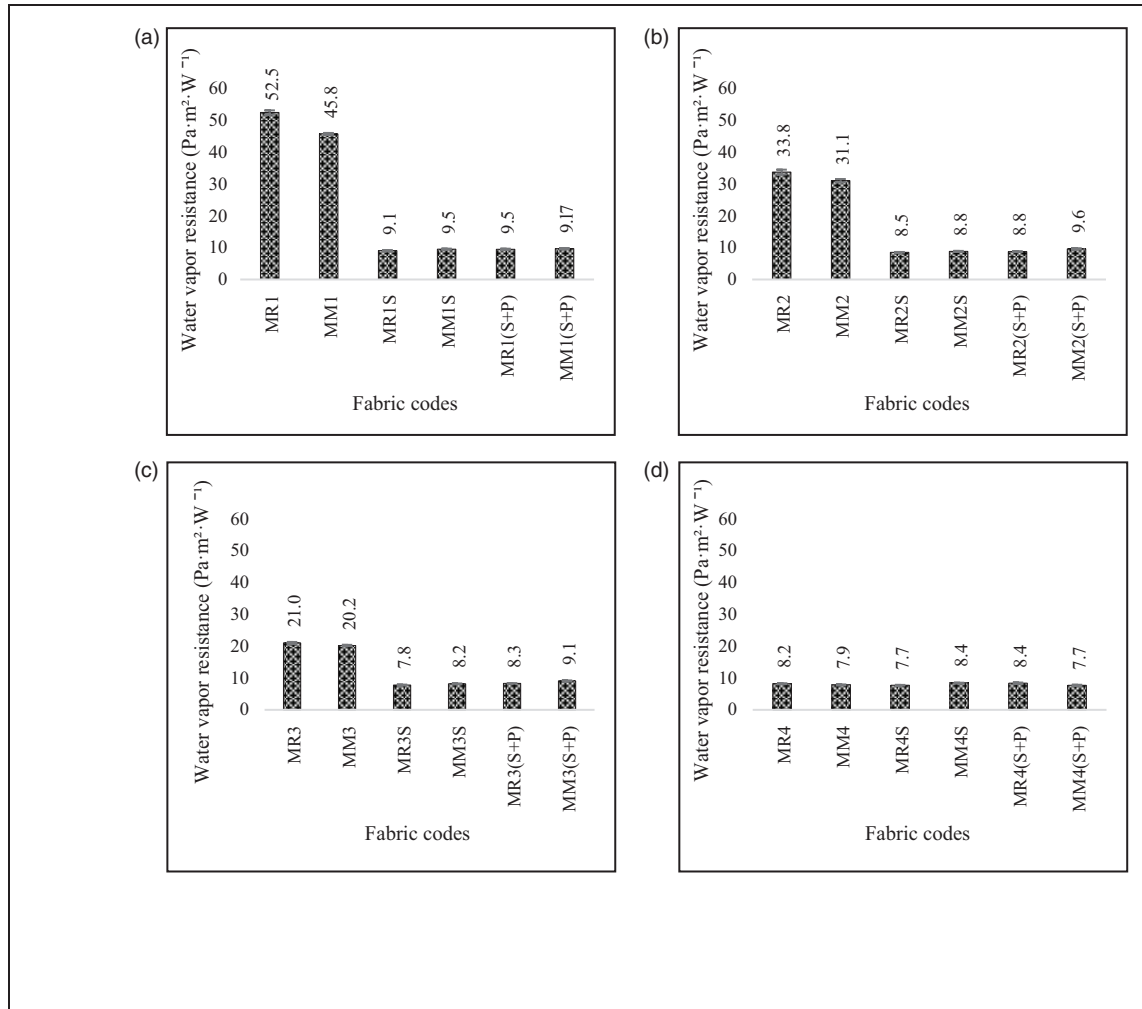 (a)
Water vapor resistance (Pa·m²·W⁻¹)
60
50
40
30
20
10
0
52.5
45.8
9.1
9.5
9.5
9.17
MR1
MM1
MR1S
MM1S
MR1(S+P)
MM1(S+P)
Fabric codes
(b)
Water vapor resistance (Pa·m²·W⁻¹)
60
50
40
30
20
10
0
33.8
31.1
8.5
8.8
8.8
9.6
MR2
MM2
MR2S
MM2S
MR2(S+P)
MM2(S+P)
Fabric codes
(c)
Water vapor resistance (Pa·m²·W⁻¹)
60
50
40
30
20
10
0
21.0
20.2
7.8
8.2
8.3
9.1
MR3
MM3
MR3S
MM3S
MR3(S+P)
MM3(S+P)
Fabric codes
(d)
Water vapor resistance (Pa·m²·W⁻¹)
60
50
40
30
20
10
0
8.2
7.9
7.7
8.4
8.4
7.7
MR4
MM4
MR4S
MM4S
MR4(S+P)
MM4(S+P)
Fabric codes